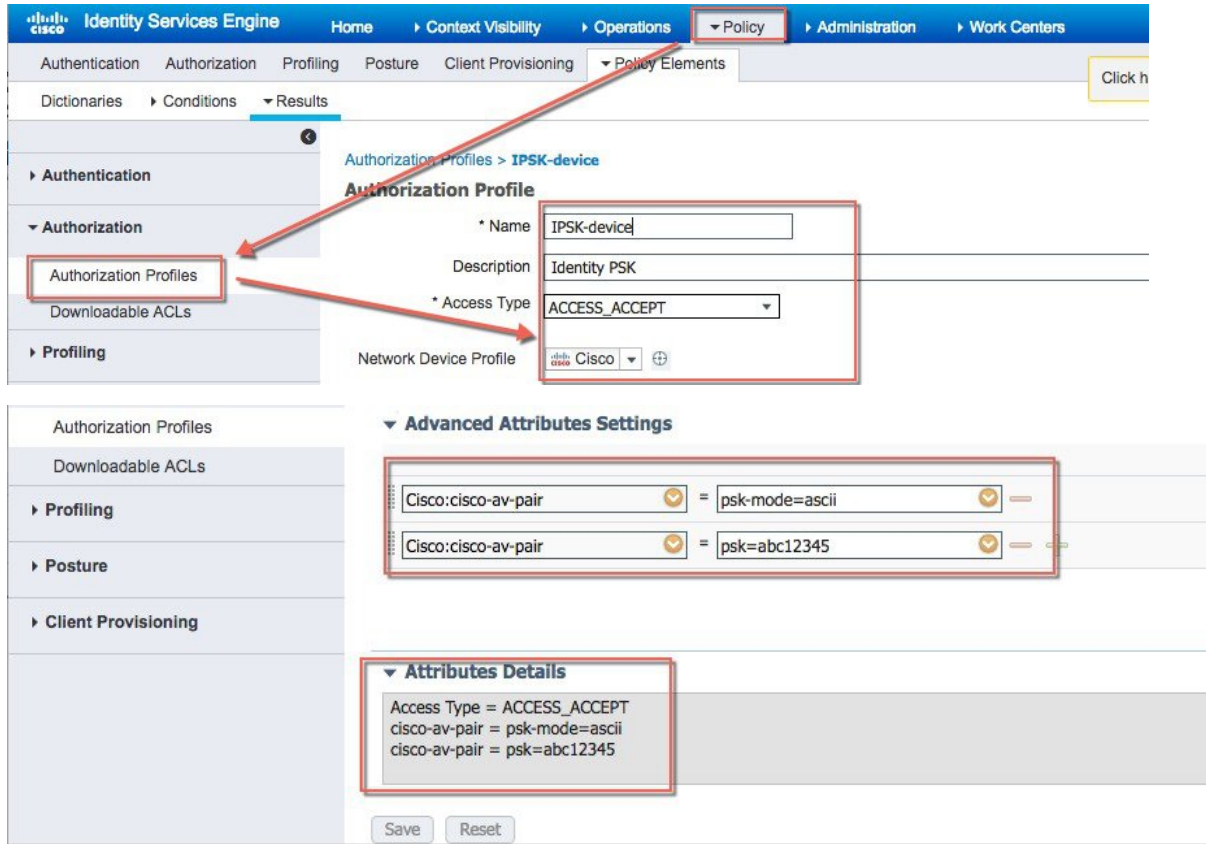 cisco Identity Services Engine Home Context Visibility Operations Policy Administration Work Centers
Authentication Authorization Profiling Posture Client Provisioning Policy Elements
Click h
Dictionaries Conditions Results
Authentication
Authorization
Authorization Profiles
Downloadable ACLs
Profiling
Authorization Profiles > IPSK-device
Authorization Profile
* Name IPSK-device
Description Identity PSK
* Access Type ACCESS_ACCEPT
Network Device Profile cisco Cisco
Authorization Profiles
Downloadable ACLs
Profiling
Posture
Client Provisioning
Advanced Attributes Settings
Cisco:cisco-av-pair = psk-mode=ascii
Cisco:cisco-av-pair = psk=abc12345
Attributes Details
Access Type = ACCESS_ACCEPT
cisco-av-pair = psk-mode=ascii
cisco-av-pair = psk=abc12345
Save Reset